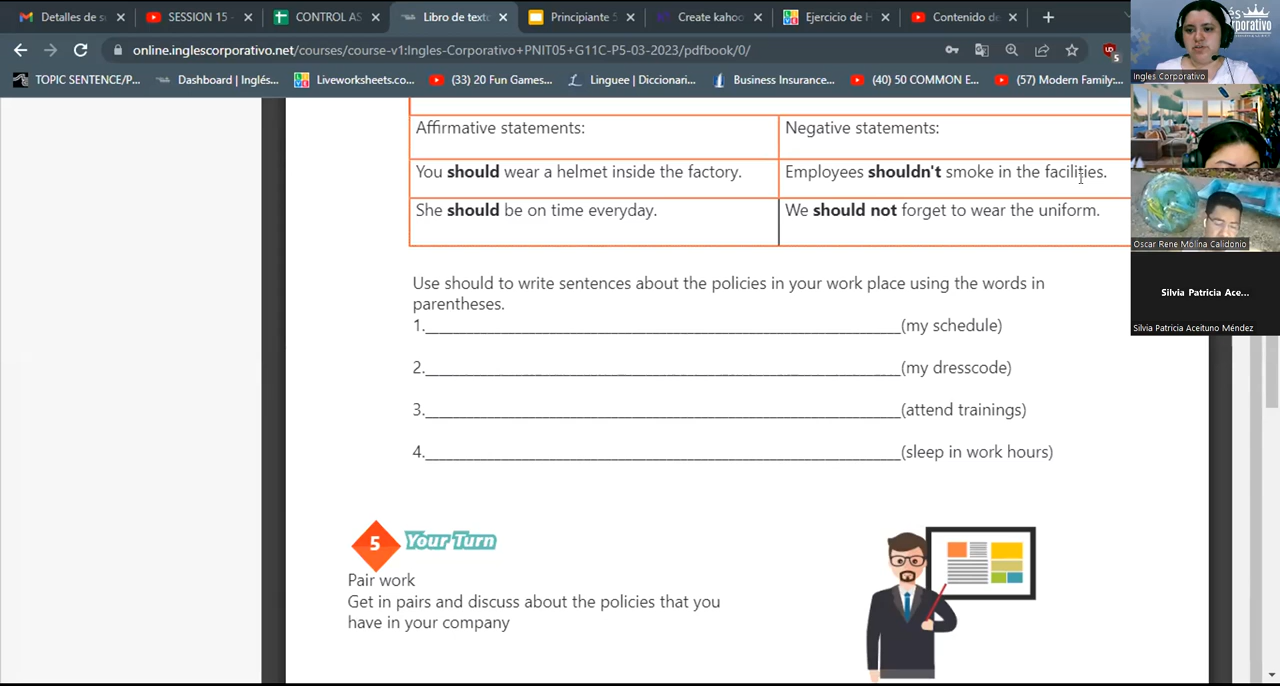 Detalles de s
SESSION 15 -
CONTROL AS
Libro de texto
Principiante 5
Create kahoo
Ejercicio de H
Contenido de
online.inglescorporativo.net/courses/course-v1:Ingles-Corporativo+PNIT05+G11C-P5-03-2023/pdfbook/0/
5
TOPIC SENTENCE/P...
Dashboard | Inglés...
Liveworksheets.co...
(33) 20 Fun Games...
Linguee | Diccionari...
Business Insurance...
(40) 50 COMMON E...
(57) Modern Family:...
Ingles Corporativo
Oscar Rene Molina Calidonio
Silvia Patricia Ace...
Silvia Patricia Aceituno Méndez
Affirmative statements:
Negative statements:
You should wear a helmet inside the factory.
Employees shouldn't smoke in the facilities.
She should be on time everyday.
We should not forget to wear the uniform.
Use should to write sentences about the policies in your work place using the words in
parentheses.
1.______(my schedule)
2.______(my dresscode)
3.______(attend trainings)
4.______(sleep in work hours)
5 Your Turn
Pair work
Get in pairs and discuss about the policies that you
have in your company